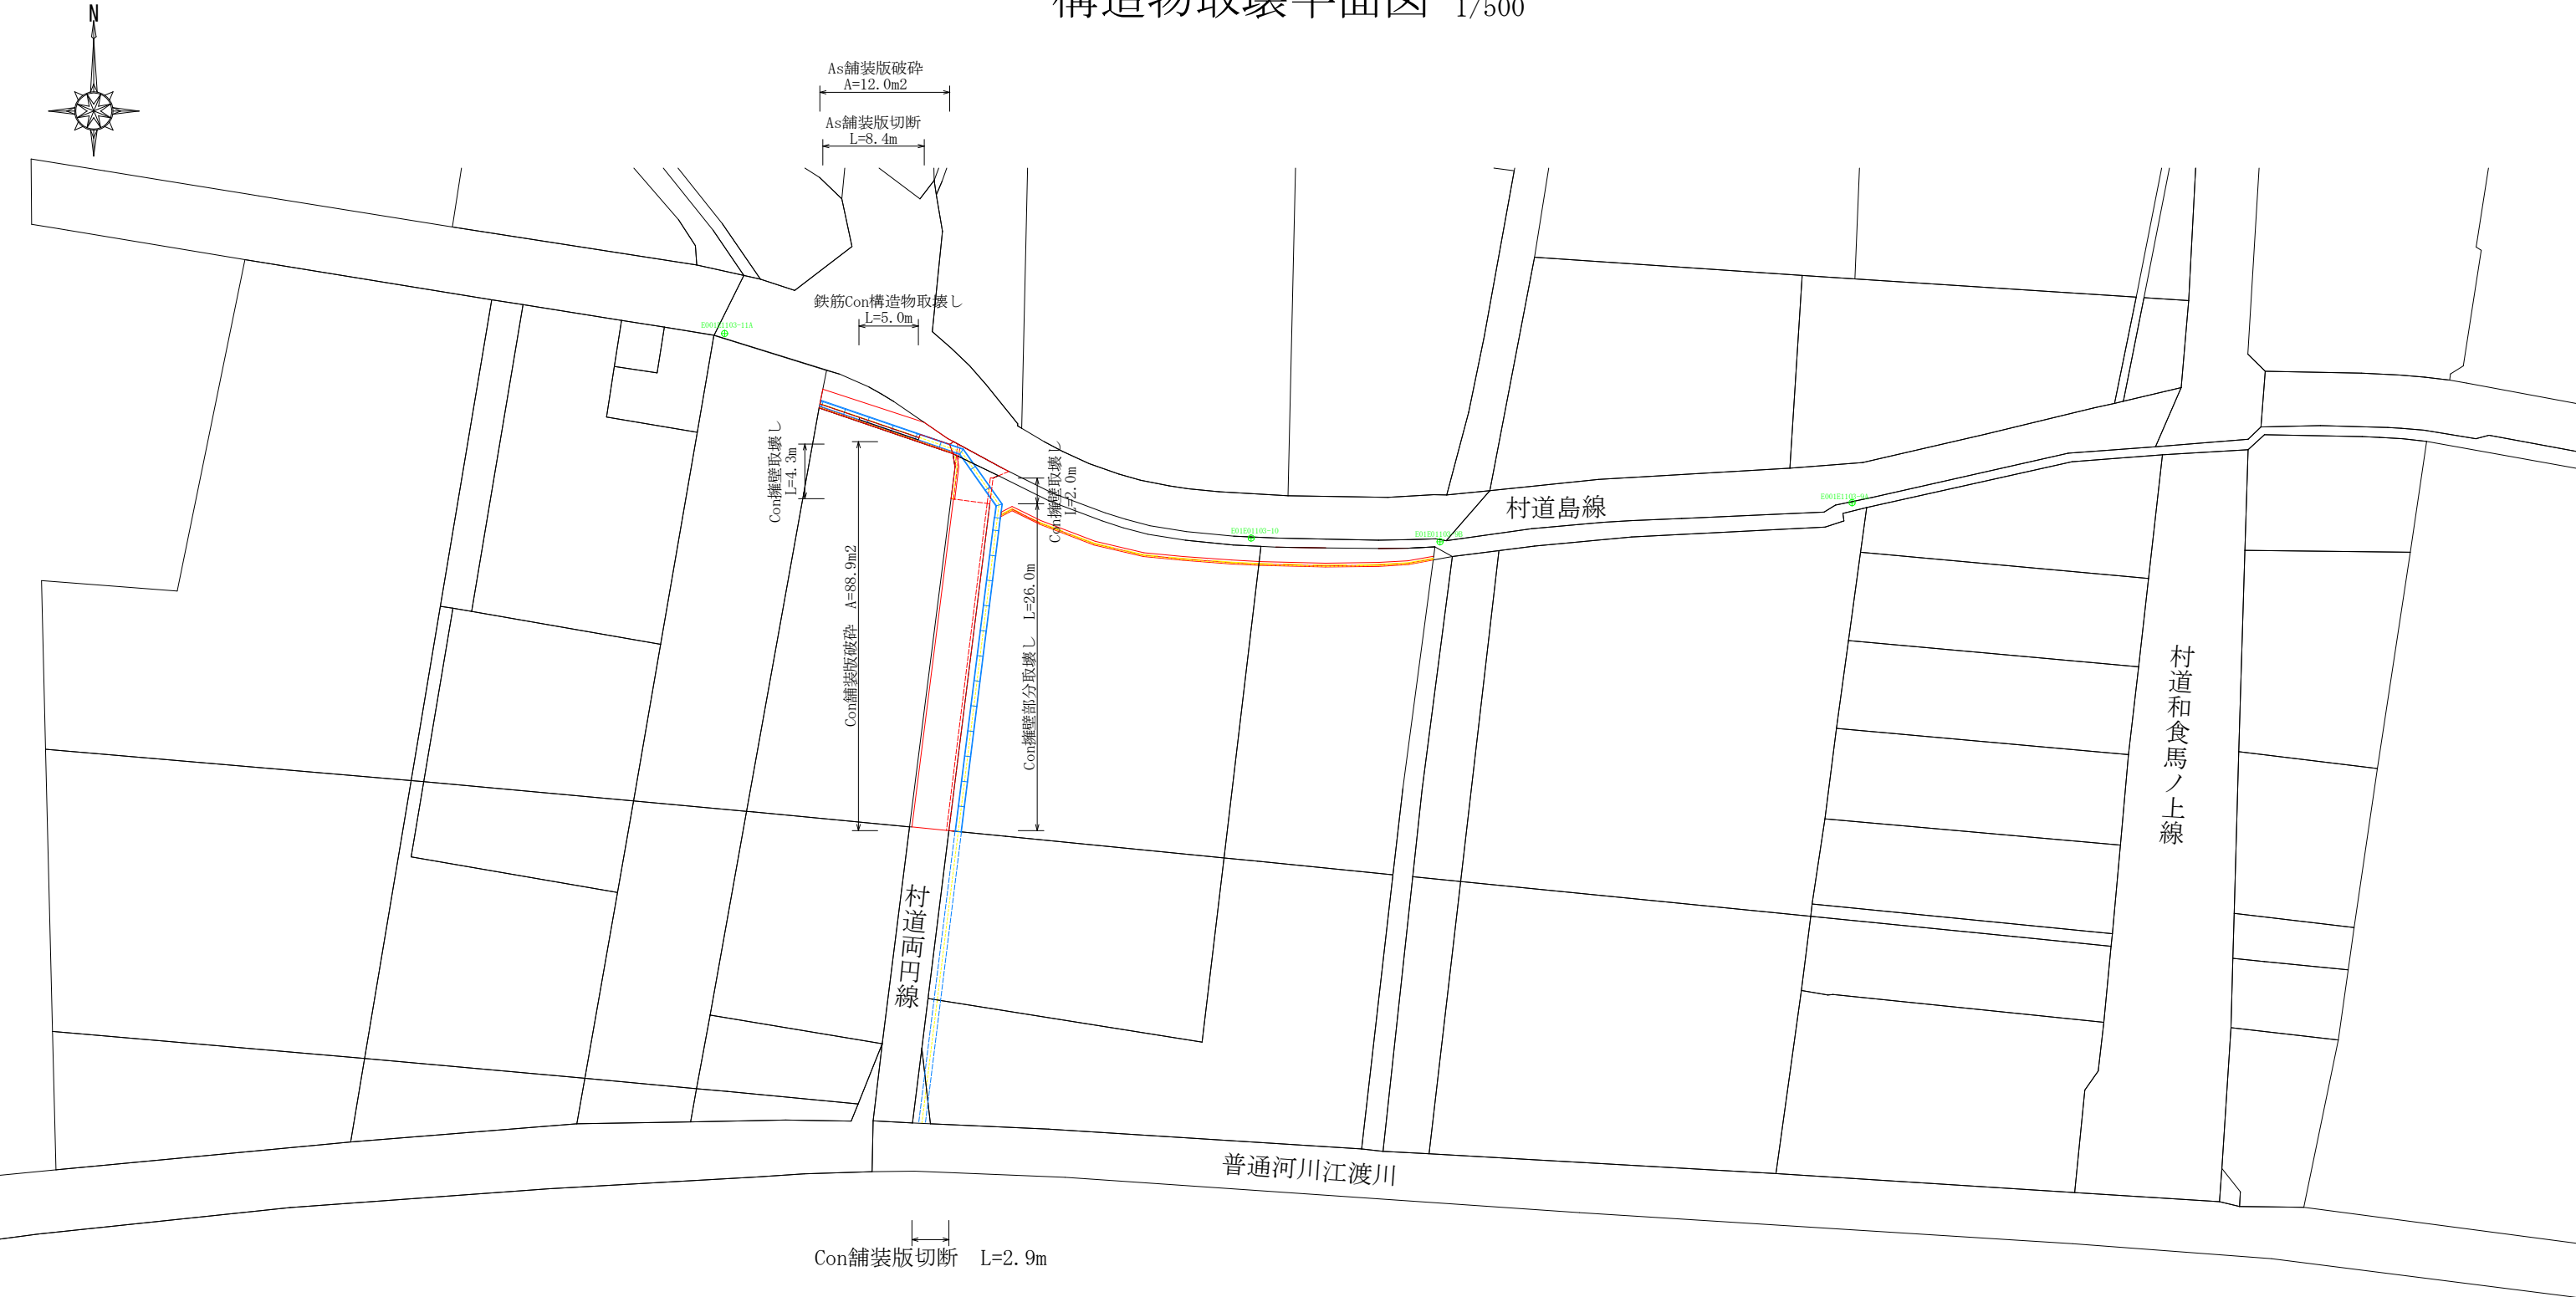 構造物取壊平面図 1/500
N
As舗装版破砕
A=12.0m2
As舗装版切断
L=8.4m
鉄筋Con構造物取壊し
L=5.0m
E001E1103-11A
Con擁壁取壊し
L=4.3m
Con舗装版破砕 A=88.9m2
Con擁壁取壊し
L=2.0m
Con擁壁部分取壊し L=26.0m
E01E01103-10
村道島線
村道和食馬ノ上線
村道両円線
普通河川江渡川
Con舗装版切断 L=2.9m